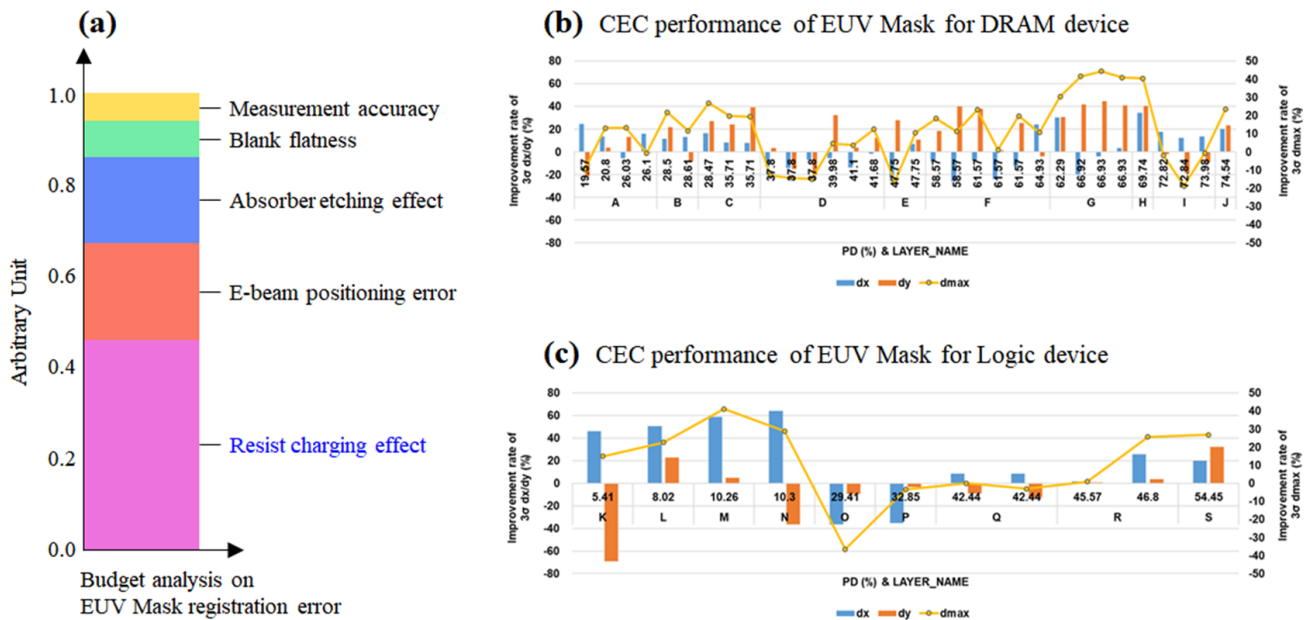 (a)
1.0
0.8
0.6
0.4
0.2
0.0
Arbitrary Unit
Measurement accuracy
Blank flatness
Absorber etching effect
E-beam positioning error
Resist charging effect
Budget analysis on
EUV Mask registration error
(b) CEC performance of EUV Mask for DRAM device
Improvement rate of
3σ dx/dy (%)
80
60
40
20
0
-20
-40
-60
-80
50
40
30
20
10
0
-10
-20
-30
-40
-50
Improvement rate of
3σ dmax (%)
19.57 20.8 26.03 26.1 28.5 28.61 28.47 35.71 35.71 37.8 37.8 37.8 39.98 41.1 41.68 47.75 47.75 58.57 58.57 61.57 61.57 61.57 64.93 62.29 66.92 66.93 66.93 69.74 72.82 72.84 73.98 74.54
A B C D E F G H I J
PD (%) & LAYER_NAME
dx dy dmax
(c) CEC performance of EUV Mask for Logic device
Improvement rate of
3σ dx/dy (%)
80
60
40
20
0
-20
-40
-60
-80
50
40
30
20
10
0
-10
-20
-30
-40
-50
Improvement rate of
3σ dmax (%)
5.41 8.02 10.26 10.3 29.41 32.85 42.44 42.44 45.57 46.8 54.45
K L M N O P Q R S
PD (%) & LAYER_NAME
dx dy dmax